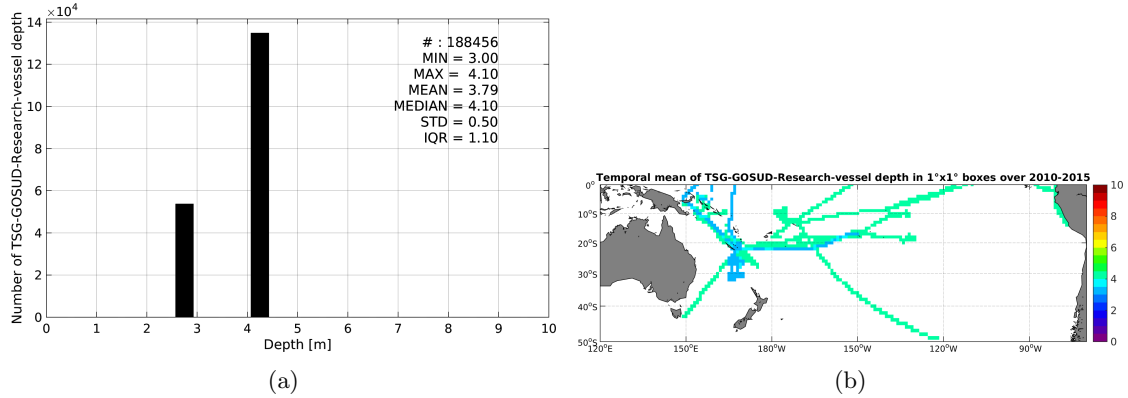 ×10⁴
14
12
10
8
6
4
2
0
Number of TSG-GOSUD-Research-vessel depth
# : 188456
MIN = 3.00
MAX = 4.10
MEAN = 3.79
MEDIAN = 4.10
STD = 0.50
IQR = 1.10
0 1 2 3 4 5 6 7 8 9 10
Depth [m]
(a)
Temporal mean of TSG-GOSUD-Research-vessel depth in 1°x1° boxes over 2010-2015
0°
10°S
20°S
30°S
40°S
50°S
120°E 150°E 180°W 150°W 120°W 90°W
10
8
6
4
2
0
(b)